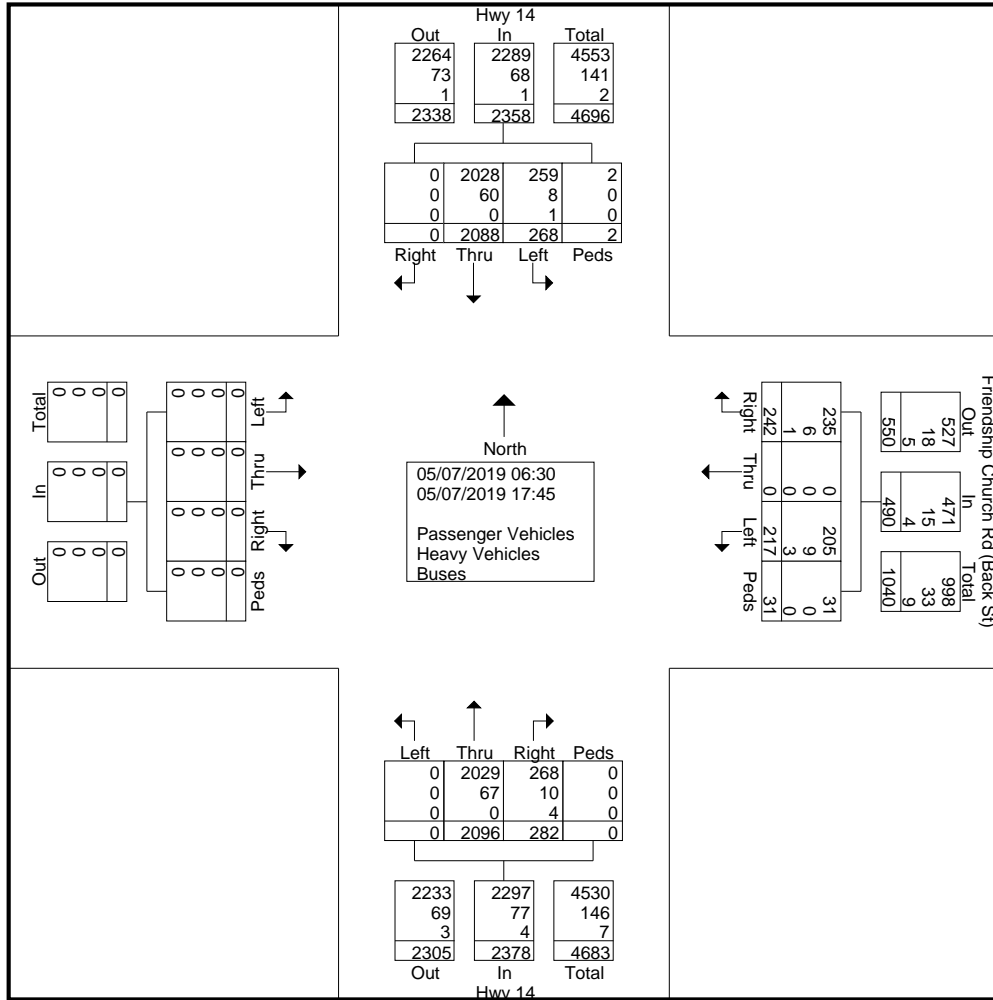 Hwy 14
Out In Total
2264 2289 4553
73 68 141
1 1 2
2338 2358 4696
0 2028 259 2
0 60 8 0
0 0 1 0
0 2088 268 2
Right Thru Left Peds
Total
0 0 0 0
In
0 0 0 0
Out
0 0 0 0
Left
0 0 0 0
Thru
0 0 0 0
Right
0 0 0 0
Peds
0 0 0 0
North
05/07/2019 06:30
05/07/2019 17:45
Passenger Vehicles
Heavy Vehicles
Buses
Friendship Church Rd (Back St)
Out In Total
527 471 998
18 15 33
5 4 9
550 490 1040
235 0 205 31
6 0 9 0
1 0 3 0
242 0 217 31
Right Thru Left Peds
Left Thru Right Peds
0 2029 268 0
0 67 10 0
0 0 4 0
0 2096 282 0
2233 2297 4530
69 77 146
3 4 7
2305 2378 4683
Out In Total
Hwy 14